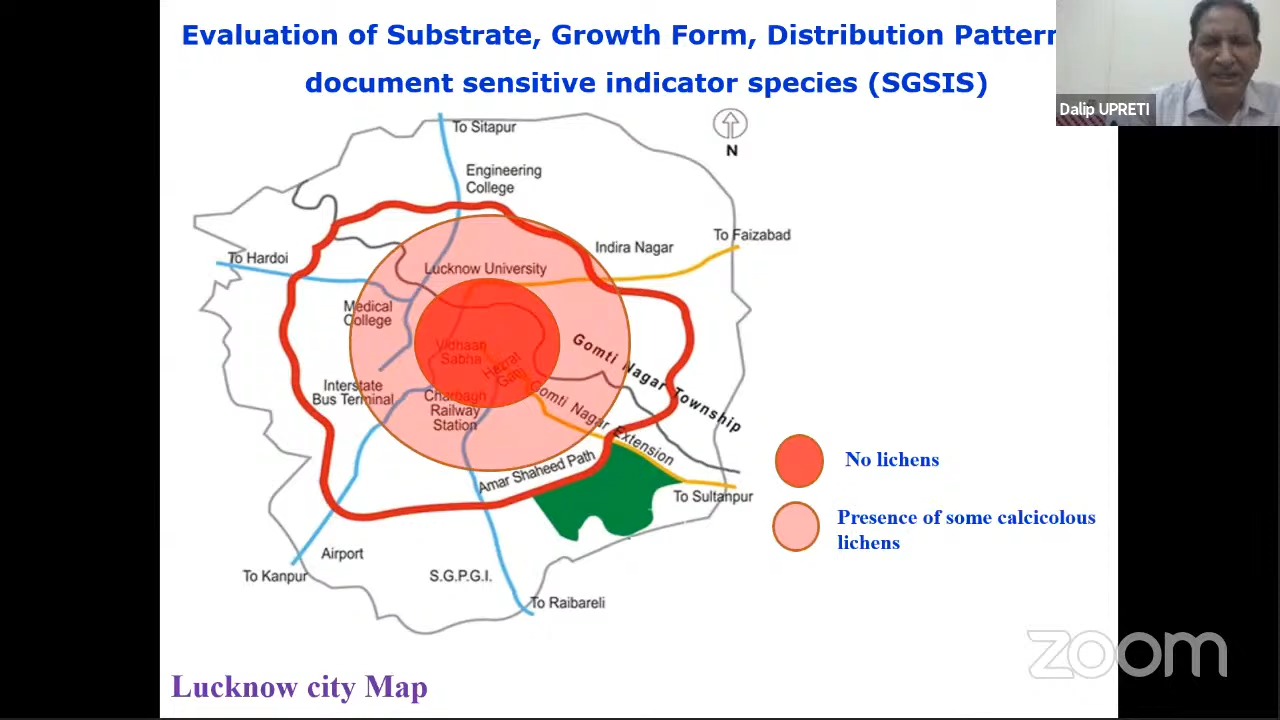 Evaluation of Substrate, Growth Form, Distribution Pattern
document sensitive indicator species (SGSIS)
Dalip UPRETI
To Sitapur
N
Engineering
College
To Faizabad
Indira Nagar
To Hardoi
Lucknow University
Medical
College
Vidhaan
Sabha
Hazrat
Ganj
Gomti Nagar Township
Interstate
Bus Terminal
Charbagh
Railway
Station
Gomti Nagar Extension
Amar Shaheed Path
No lichens
To Sultanpur
Presence of some calcicolous
lichens
Airport
To Kanpur
S.G.P.G.I.
To Raibareli
zoom
Lucknow city Map